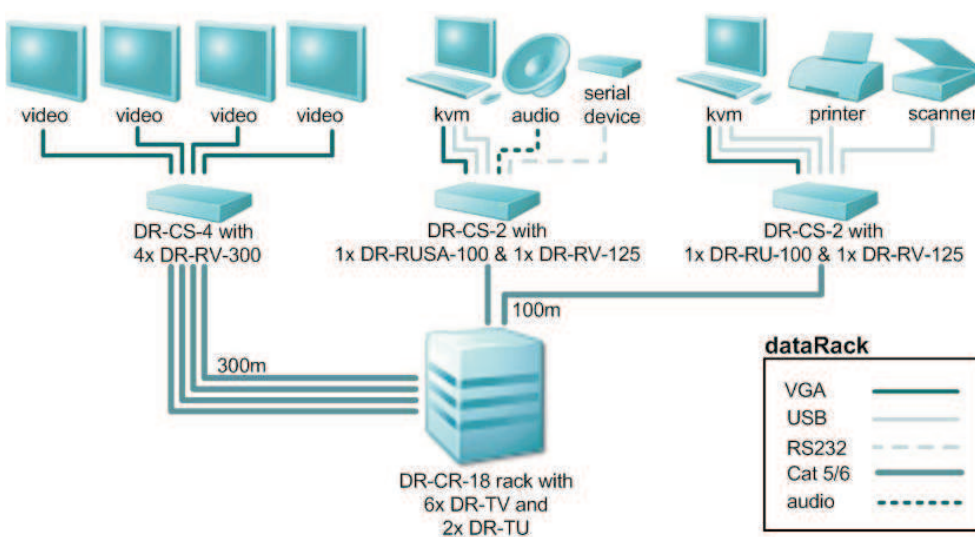 video
video
video
video
kvm
audio
serial
device
kvm
printer
scanner
DR-CS-4 with
4x DR-RV-300
DR-CS-2 with
1x DR-RUSA-100 & 1x DR-RV-125
DR-CS-2 with
1x DR-RU-100 & 1x DR-RV-125
100m
300m
DR-CR-18 rack with
6x DR-TV and
2x DR-TU
dataRack
VGA
USB
RS232
Cat 5/6
audio